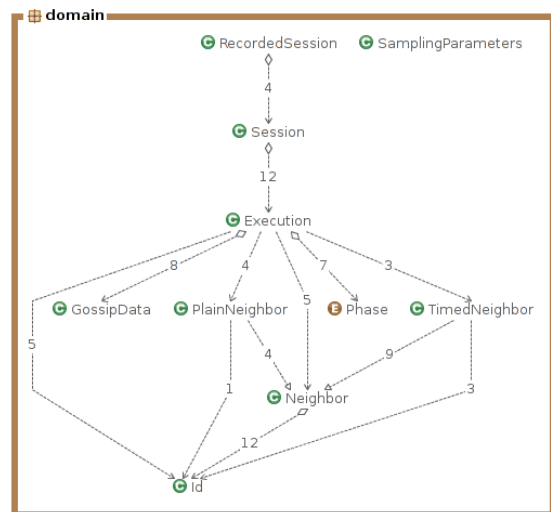 domain
C RecordedSession C SamplingParameters
4
C Session
12
C Execution
8 4 7 3
5
C GossipData C PlainNeighbor E Phase C TimedNeighbor
5 4 9
1 3
C Neighbor
12
C Id